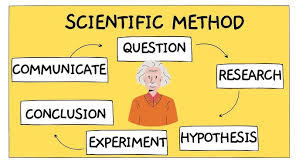 SCIENTIFIC METHOD
QUESTION
RESEARCH
HYPOTHESIS
EXPERIMENT
CONCLUSION
COMMUNICATE